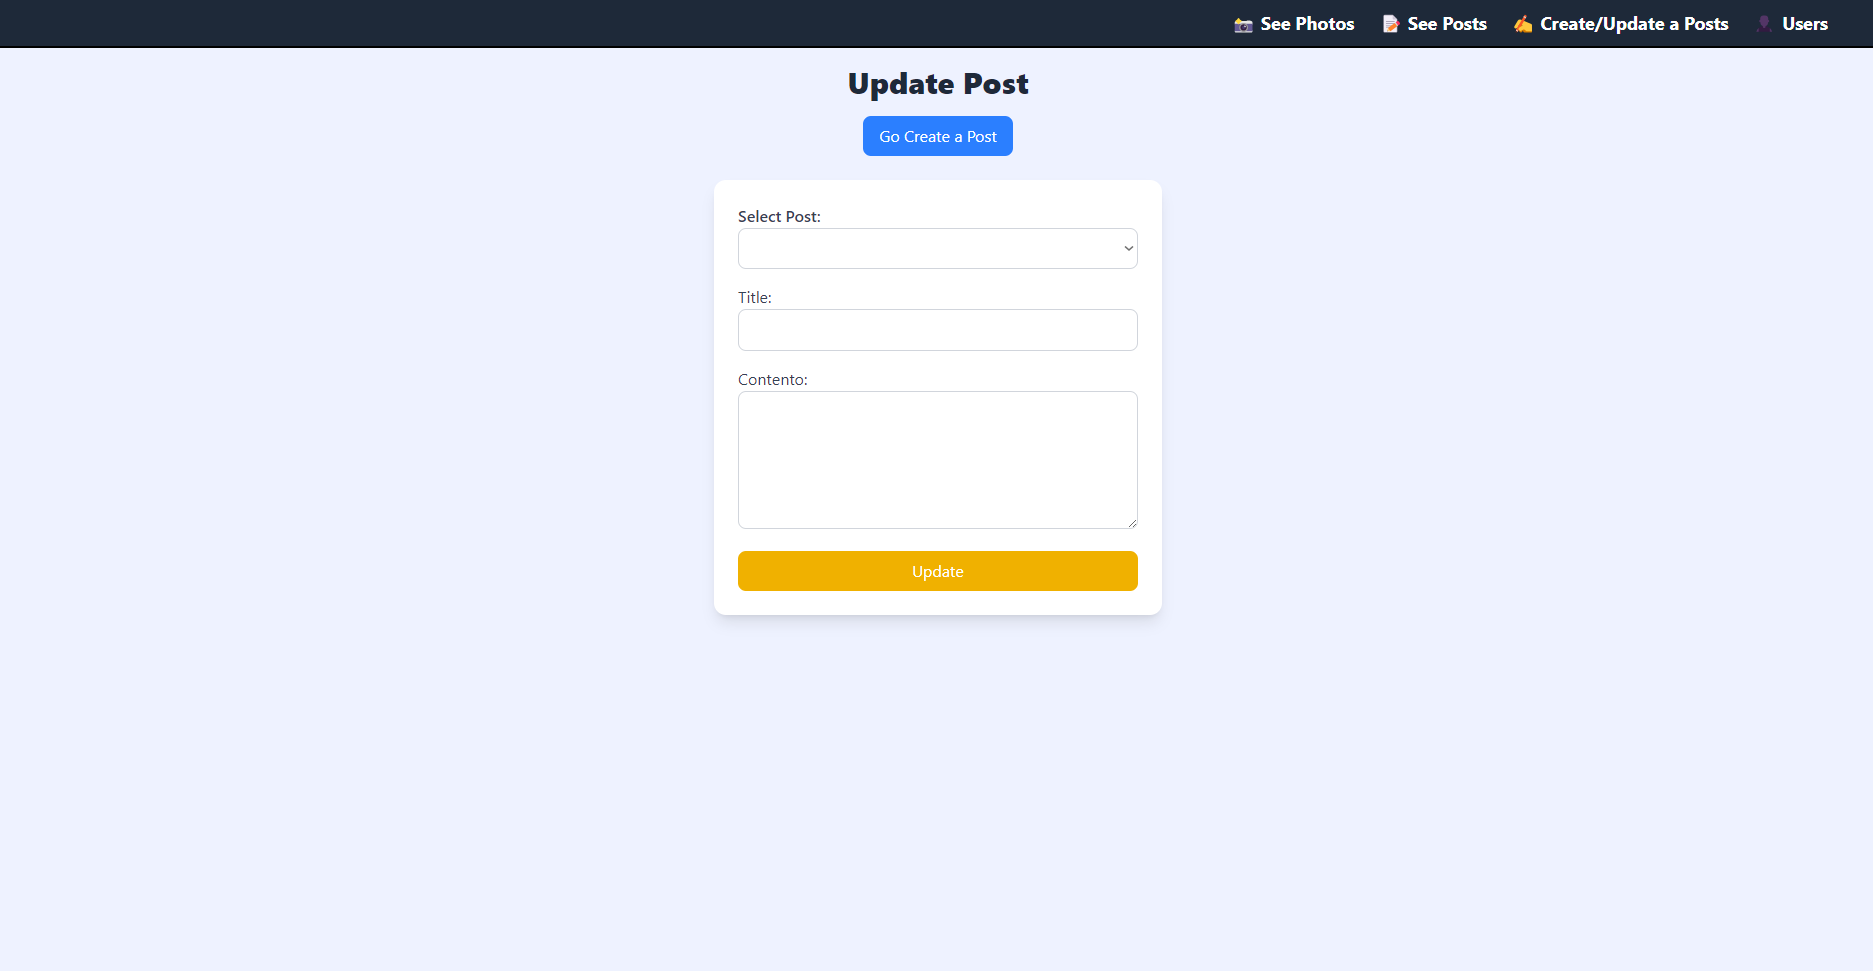 📸 See Photos 📝 See Posts ✍️ Create/Update a Posts 👤 Users
Update Post
Go Create a Post
Select Post:
Title:
Contento:
Update